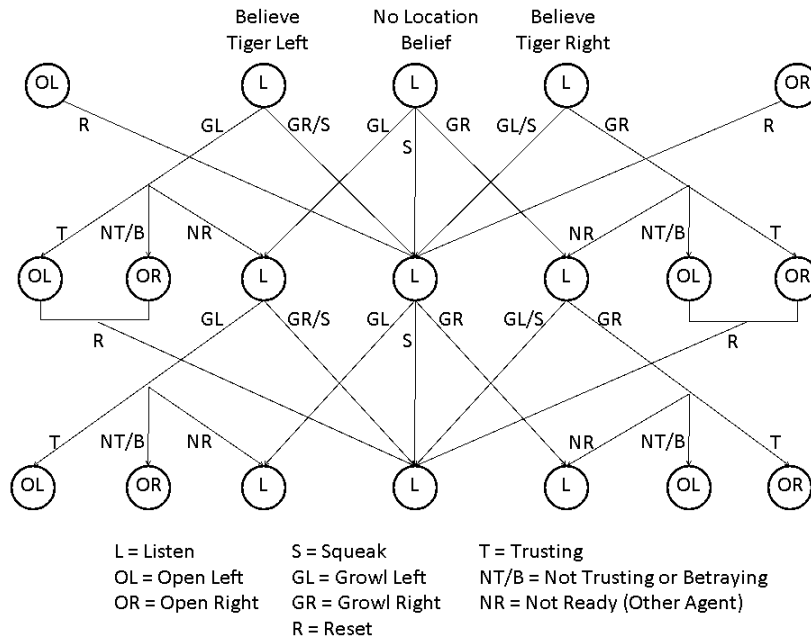 Believe Tiger Left
No Location Belief
Believe Tiger Right
OL L L L OR
R GL GR/S GL S GR GL/S GR R
T NT/B NR NR NT/B T
OL OR L L L OL OR
R GL GR/S GL S GR GL/S GR R
T NT/B NR NR NT/B T
OL OR L L L OL OR
L = Listen
OL = Open Left
OR = Open Right
S = Squeak
GL = Growl Left
GR = Growl Right
R = Reset
T = Trusting
NT/B = Not Trusting or Betraying
NR = Not Ready (Other Agent)